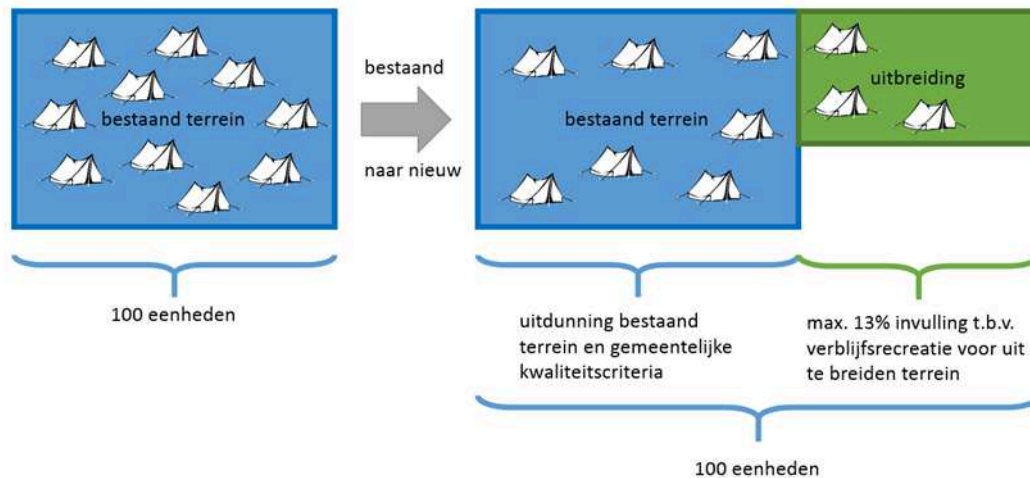 bestaand terrein
100 eenheden
bestaand
naar nieuw
bestaand terrein
uitbreiding
uitdunning bestaand
terrein en gemeentelijke
kwaliteitscriteria
max. 13% invulling t.b.v.
verblijfsrecreatie voor uit
te breiden terrein
100 eenheden